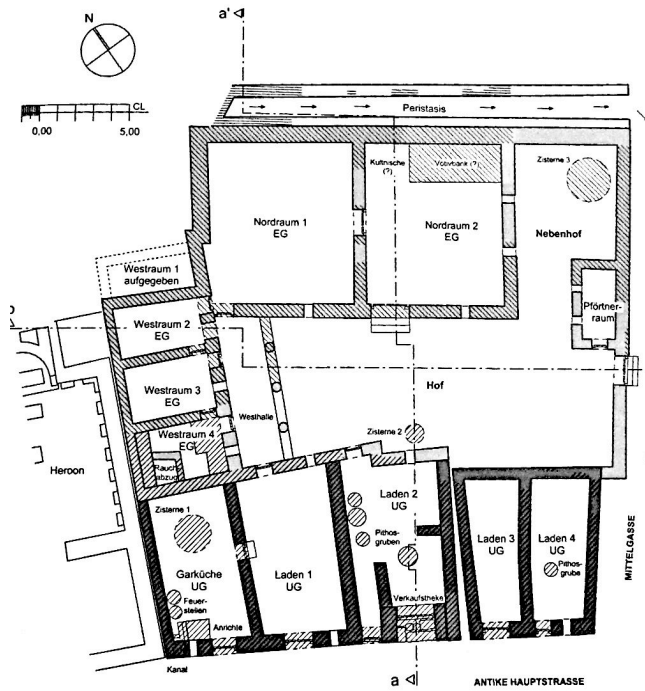 a'
N
CL
0,00 5,00
Peristasis
Kultnische
(?)
Votivbank (?)
Zisterne 3
Nordraum 1
EG
Nordraum 2
EG
Nebenhof
Westraum 1
aufgegeben
Pförtner-
raum
Westraum 2
EG
Westraum 3
EG
Westhalle
Hof
Westraum 4
EG
Zisterne 2
Heroon
Rauch
abzug
Zisterne 1
Laden 2
UG
Pithos-
gruben
Laden 3
UG
Laden 4
UG
Pithos-
grube
Garküche
UG
Laden 1
UG
Feuer-
stellen
Anrichte
Verkaufstheke
Kanal
MITTELGASSE
a
ANTIKE HAUPTSTRASSE